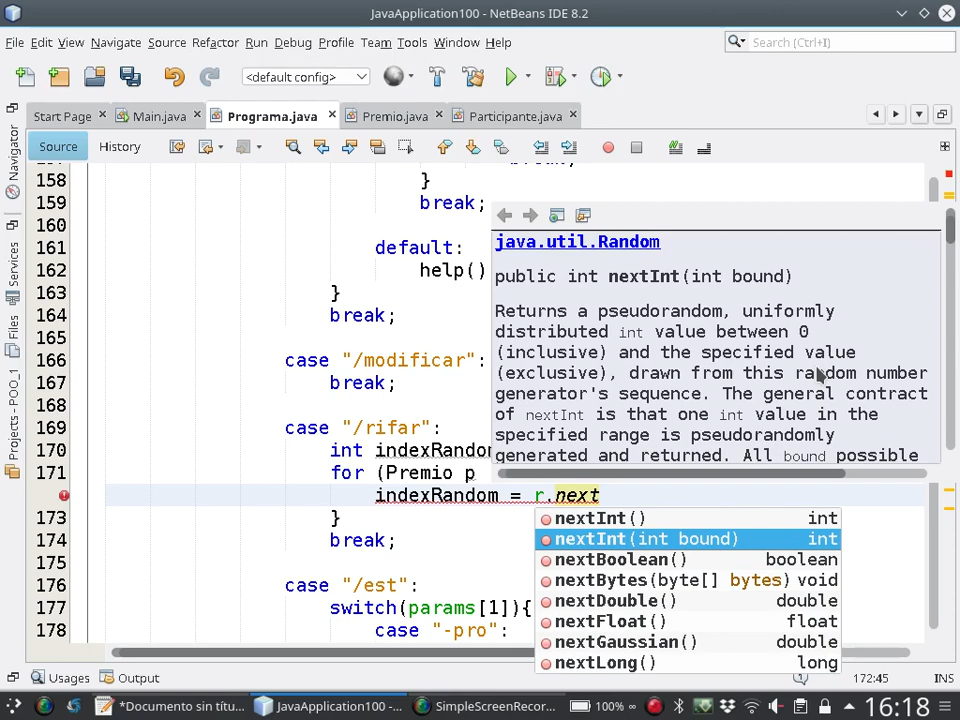 JavaApplication100 - NetBeans IDE 8.2
File Edit View Navigate Source Refactor Run Debug Profile Team Tools Window Help
Search (Ctrl+I)
<default config>
Start Page
Main.java
Programa.java
Premio.java
Participante.java
Source
History
Navigator
Services
Files
Projects - POO_1
158 }
159 break;
160
161 default:
162 help()
163 }
164 break;
165
166 case "/modificar":
167 break;
168
169 case "/rifar":
170 int indexRandom
171 for (Premio p
indexRandom = r.next
173 }
174 break;
175
176 case "/est":
177 switch(params[1]){
178 case "-pro":
java.util.Random
public int nextInt(int bound)
Returns a pseudorandom, uniformly
distributed int value between 0
(inclusive) and the specified value
(exclusive), drawn from this random number
generator's sequence. The general contract
of nextInt is that one int value in the
specified range is pseudorandomly
generated and returned. All bound possible
nextInt() int
nextInt(int bound) int
nextBoolean() boolean
nextBytes(byte[] bytes) void
nextDouble() double
nextFloat() float
nextGaussian() double
nextLong() long
Usages
Output
172:45
INS
*Documento sin títu...
JavaApplication100 -...
SimpleScreenRecor...
100%
16:18